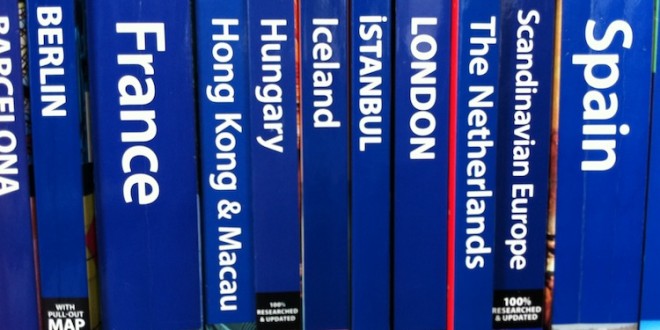 BARCELONA
BERLIN
WITH
PULL-OUT
MAP
France
Hong Kong & Macau
Hungary
100%
RESEARCHED
& UPDATED
Iceland
İSTANBUL
LONDON
The Netherlands
Scandinavian Europe
100%
RESEARCHED
& UPDATED
Spain